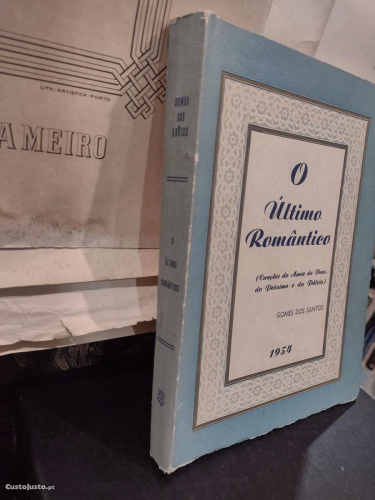 LITH-ARTISTICA-PORTO
AMEIRO
GOMES
DOS
SANTOS
O
ÚLTIMO
ROMÂNTICO
O
Último
Romântico
(Canções do Amor de Deus,
do Próximo e da Pátria)
GOMES DOS SANTOS
1954
CustoJusto.pt